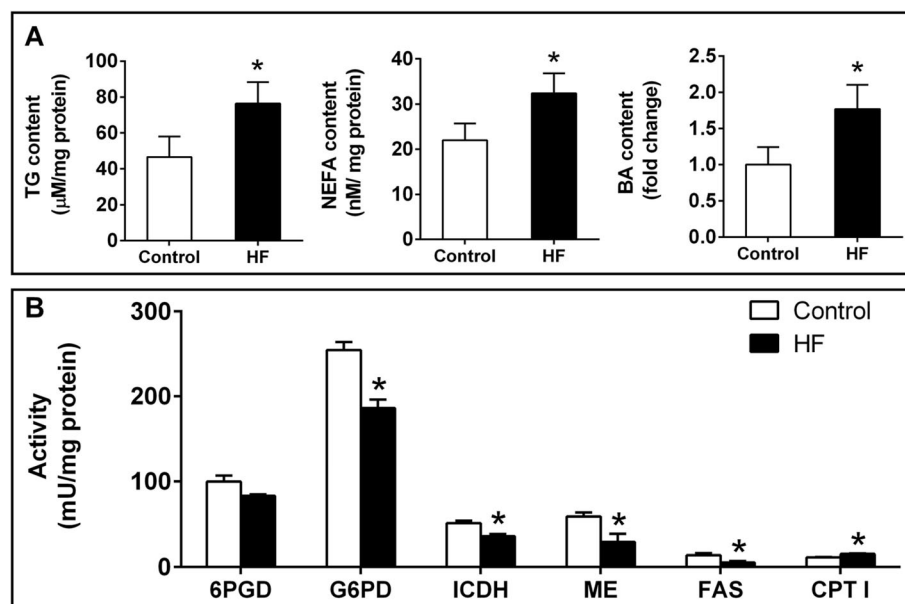 A
TG content
(μM/mg protein)
100
80
60
40
20
0
*
Control HF
NEFA content
(nM/ mg protein)
40
30
20
10
0
*
Control HF
BA content
(fold change)
2.5
2.0
1.5
1.0
0.5
0.0
*
Control HF
B
Activity
(mU/mg protein)
300
200
100
0
Control
HF
* * * * *
6PGD G6PD ICDH ME FAS CPT I